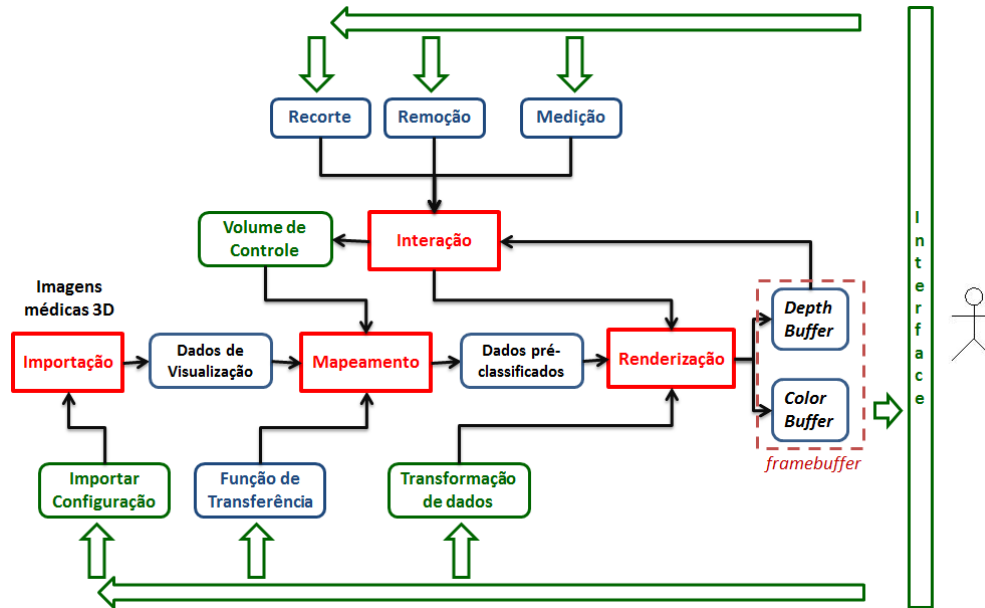 Recorte
Remoção
Medição
Volume de
Controle
Interação
Imagens
médicas 3D
Importação
Dados de
Visualização
Mapeamento
Dados pré-
classificados
Renderização
Depth
Buffer
Color
Buffer
framebuffer
Importar
Configuração
Função de
Transferência
Transformação
de dados
Interface